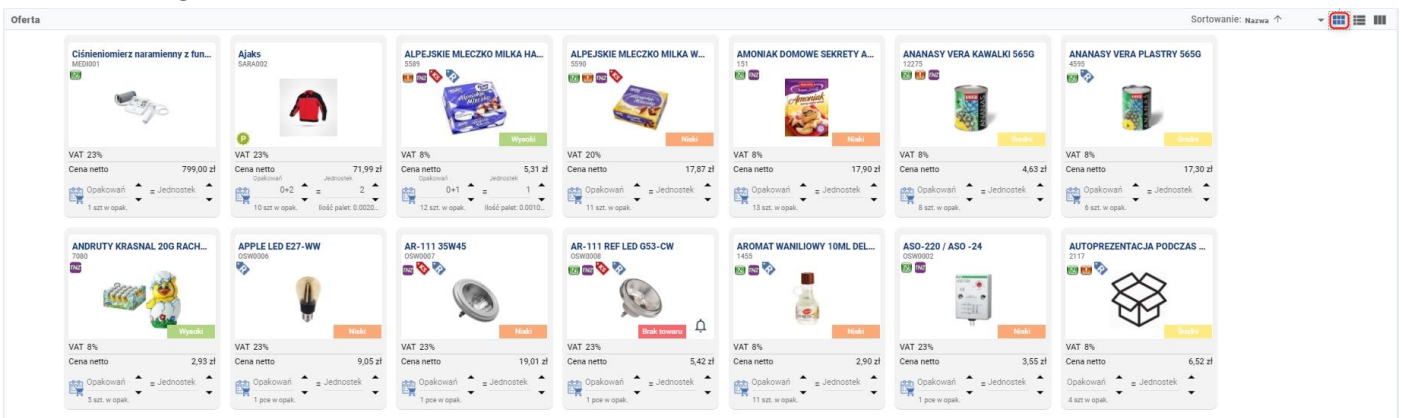 Oferta
Sortowanie: Nazwa ↑
Ciśnieniomierz naramienny z fun...
MEDI001
VAT 23%
Cena netto 799,00 zł
Opakowań = Jednostek
1 szt w opak.
Ajaks
SARA002
P
VAT 23%
Cena netto 71,99 zł
Opakowań Jednostek
0+2 = 2
10 szt w opak. Ilość palet: 0.0020...
ALPEJSKIE MLECZKO MILKA HA...
5589
Wysoki
VAT 8%
Cena netto 5,31 zł
Opakowań Jednostek
0+1 = 1
12 szt. w opak. Ilość palet: 0.0010...
ALPEJSKIE MLECZKO MILKA W...
5590
Niski
VAT 20%
Cena netto 17,87 zł
Opakowań = Jednostek
11 szt. w opak.
AMONIAK DOMOWE SEKRETY A...
151
Amoniak
Niski
VAT 8%
Cena netto 17,90 zł
Opakowań = Jednostek
13 szt. w opak.
ANANASY VERA KAWALKI 565G
12275
Średni
VAT 8%
Cena netto 4,63 zł
Opakowań = Jednostek
8 szt. w opak.
ANANASY VERA PLASTRY 565G
4595
Średni
VAT 8%
Cena netto 17,30 zł
Opakowań = Jednostek
6 szt. w opak.
ANDRUTY KRASNAL 20G RACH...
7080
Wysoki
VAT 8%
Cena netto 2,93 zł
Opakowań = Jednostek
3 szt. w opak.
APPLE LED E27-WW
OSW0006
Niski
VAT 23%
Cena netto 9,05 zł
Opakowań = Jednostek
1 pce w opak.
AR-111 35W45
OSW0007
Niski
VAT 23%
Cena netto 19,01 zł
Opakowań = Jednostek
1 pce w opak.
AR-111 REF LED G53-CW
OSW0008
Brak towaru
VAT 23%
Cena netto 5,42 zł
Opakowań = Jednostek
1 pce w opak.
AROMAT WANILIOWY 10ML DEL...
1455
Niski
VAT 8%
Cena netto 2,90 zł
Opakowań = Jednostek
11 szt. w opak.
ASO-220 / ASO -24
OSW0002
Niski
VAT 23%
Cena netto 3,55 zł
Opakowań = Jednostek
1 pce w opak.
AUTOPREZENTACJA PODCZAS ...
2117
Średni
VAT 8%
Cena netto 6,52 zł
Opakowań = Jednostek
4 szt w opak.